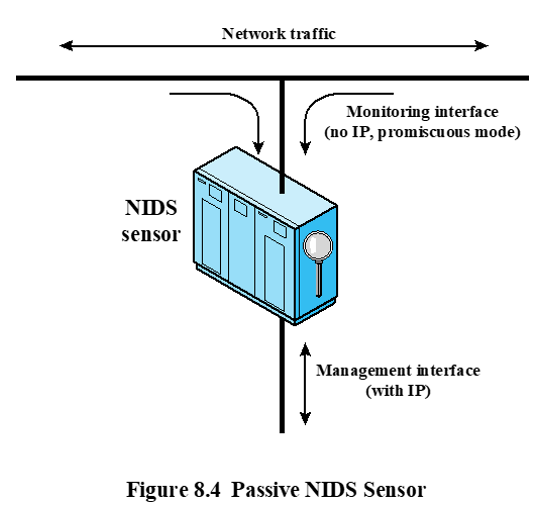 Network traffic
Monitoring interface
(no IP, promiscuous mode)
NIDS
sensor
Management interface
(with IP)
Figure 8.4 Passive NIDS Sensor